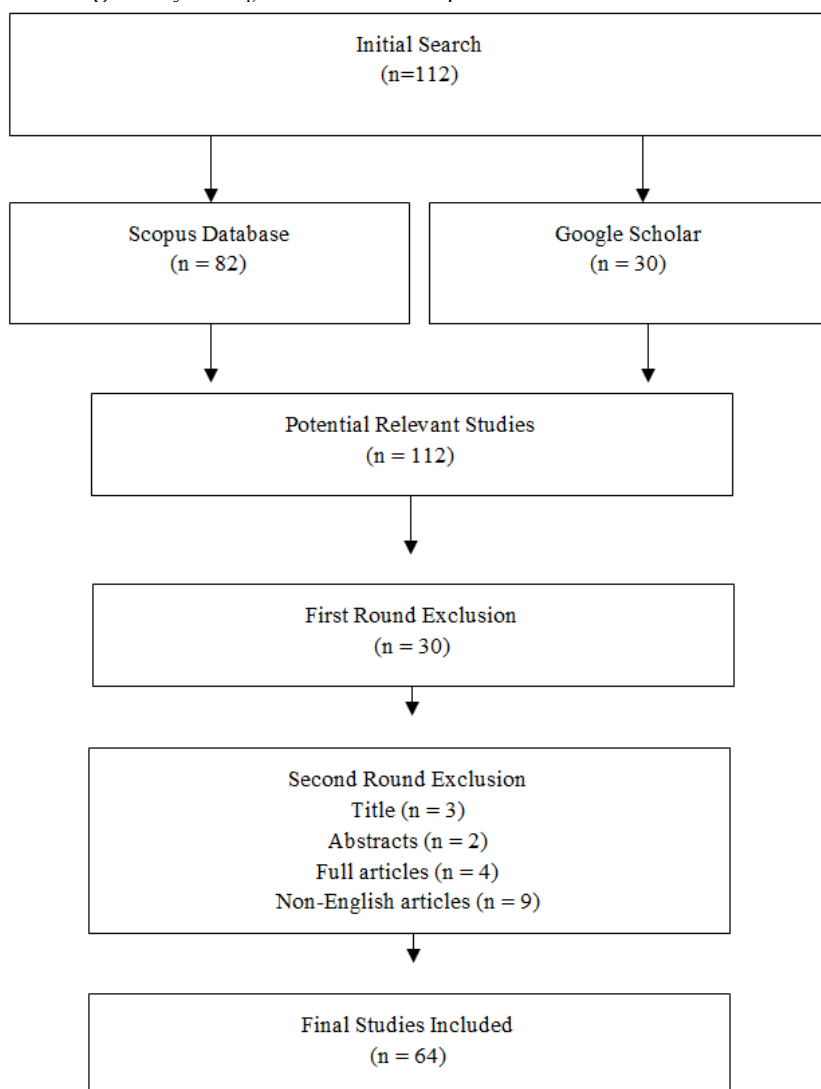 Initial Search
(n=112)
Scopus Database
(n = 82)
Google Scholar
(n = 30)
Potential Relevant Studies
(n = 112)
First Round Exclusion
(n = 30)
Second Round Exclusion
Title (n = 3)
Abstracts (n = 2)
Full articles (n = 4)
Non-English articles (n = 9)
Final Studies Included
(n = 64)